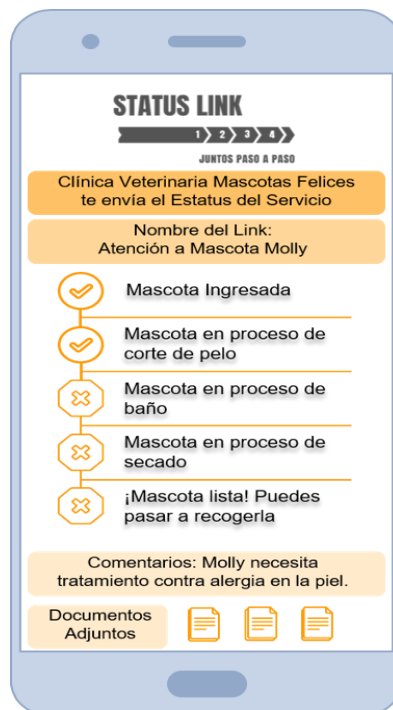 STATUS LINK
1 2 3 4
JUNTOS PASO A PASO
Clínica Veterinaria Mascotas Felices
te envía el Estatus del Servicio
Nombre del Link:
Atención a Mascota Molly
Mascota Ingresada
Mascota en proceso de
corte de pelo
Mascota en proceso de
baño
Mascota en proceso de
secado
¡Mascota lista! Puedes
pasar a recogerla
Comentarios: Molly necesita
tratamiento contra alergia en la piel.
Documentos
Adjuntos